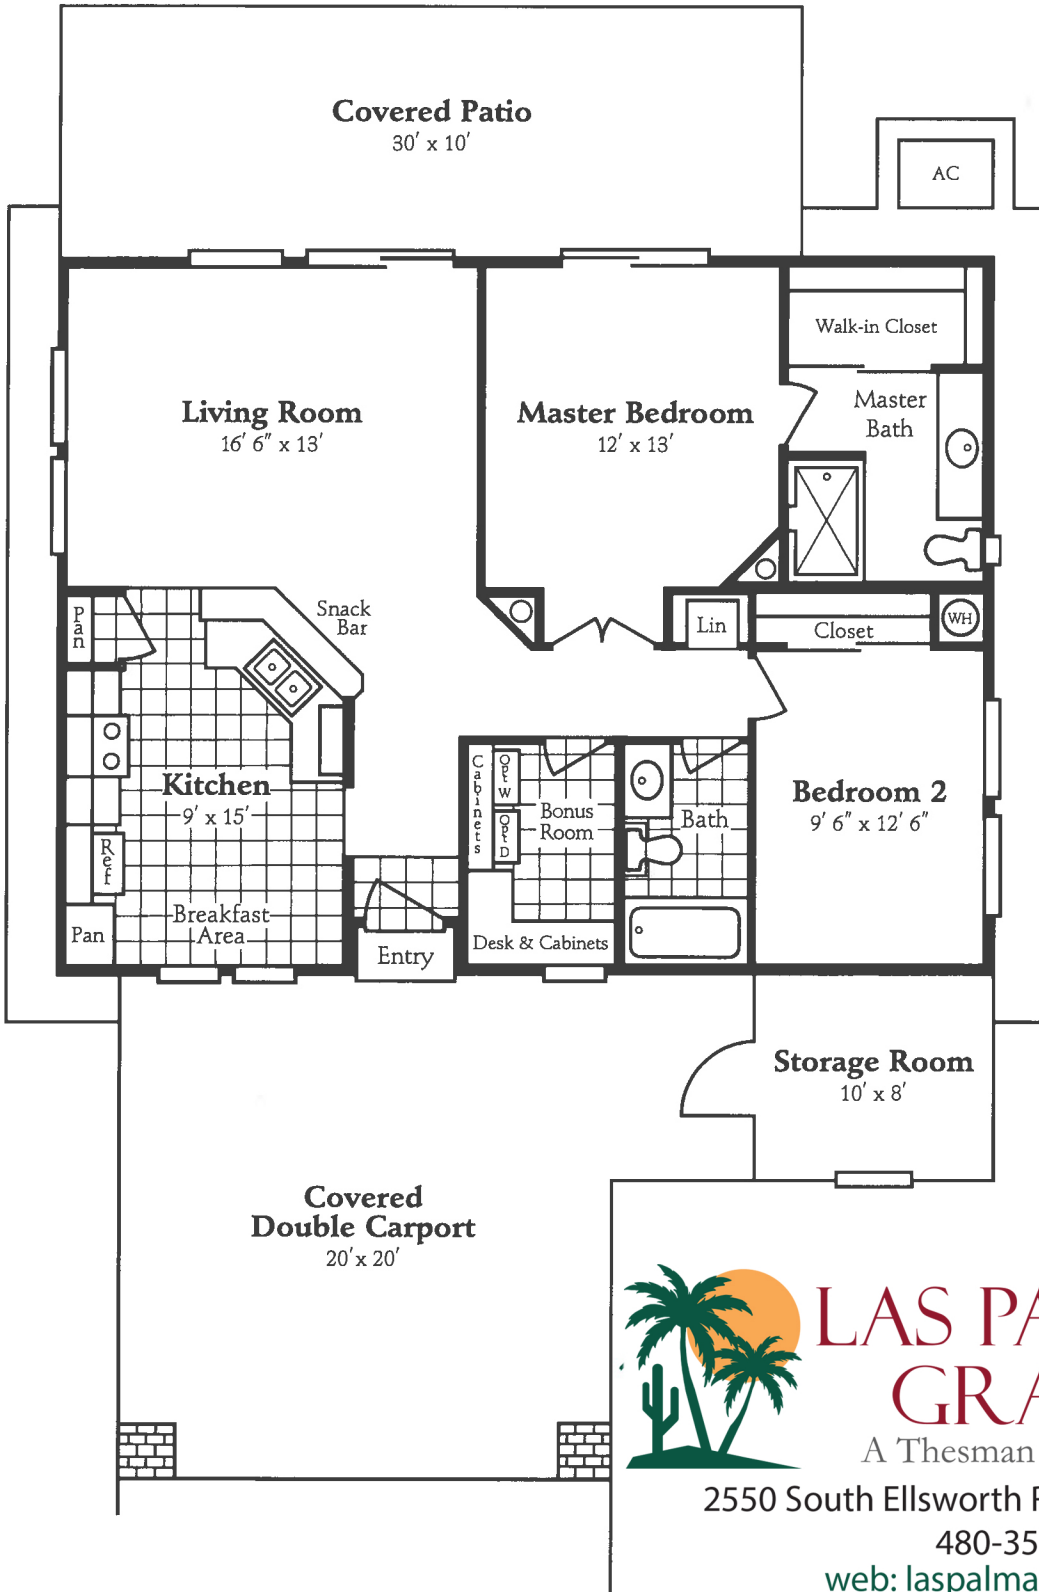 Covered Patio
30' x 10'
AC
Walk-in Closet
Living Room
16' 6" x 13'
Master Bedroom
12' x 13'
Master
Bath
Pan
Snack
Bar
Lin
Closet
WH
Kitchen
9' x 15'
Cabinets
Opt W
Opt D
Bonus
Room
Bath
Bedroom 2
9' 6" x 12' 6"
Ref
Pan
Breakfast
Area
Entry
Desk & Cabinets
Storage Room
10' x 8'
Covered
Double Carport
20' x 20'
LAS PA
GRA
A Thesman
2550 South Ellsworth
480-35
web: laspalma